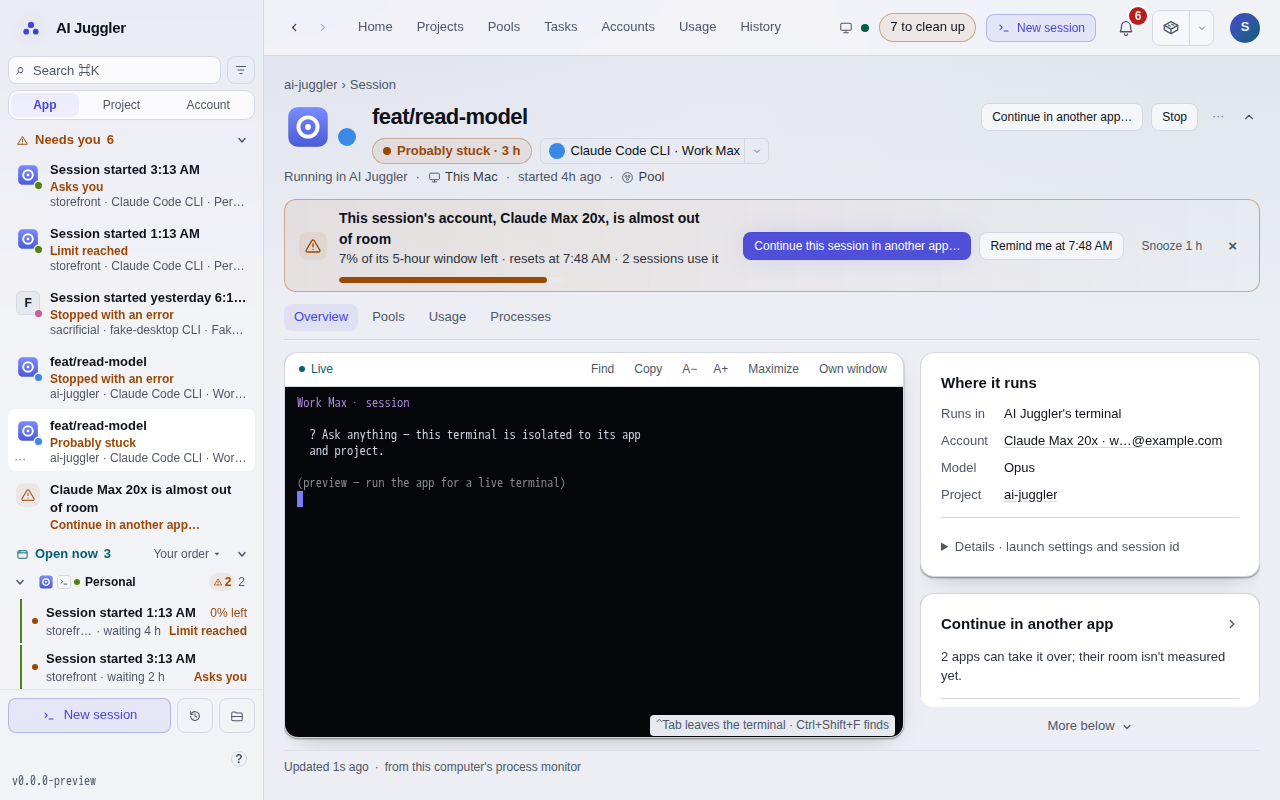 AI Juggler
Search ⌘K
App Project Account
Needs you 6
Session started 3:13 AM
Asks you
storefront · Claude Code CLI · Per…
Session started 1:13 AM
Limit reached
storefront · Claude Code CLI · Per…
F
Session started yesterday 6:1…
Stopped with an error
sacrificial · fake-desktop CLI · Fak…
feat/read-model
Stopped with an error
ai-juggler · Claude Code CLI · Wor…
feat/read-model
Probably stuck
ai-juggler · Claude Code CLI · Wor…
Claude Max 20x is almost out
of room
Continue in another app…
Open now 3 Your order
Personal 2 2
Session started 1:13 AM 0% left
storefr… · waiting 4 h Limit reached
Session started 3:13 AM
storefront · waiting 2 h Asks you
New session
?
v0.0.0-preview
Home Projects Pools Tasks Accounts Usage History
7 to clean up
New session
6
S
ai-juggler › Session
feat/read-model
Continue in another app… Stop ···
Probably stuck · 3 h
Claude Code CLI · Work Max
Running in AI Juggler · This Mac · started 4h ago · Pool
This session's account, Claude Max 20x, is almost out
of room
7% of its 5-hour window left · resets at 7:48 AM · 2 sessions use it
Continue this session in another app… Remind me at 7:48 AM Snooze 1 h ×
Overview Pools Usage Processes
Live Find Copy A− A+ Maximize Own window
Work Max · session
? Ask anything — this terminal is isolated to its app
and project.
(preview — run the app for a live terminal)
^Tab leaves the terminal · Ctrl+Shift+F finds
Where it runs
Runs in AI Juggler's terminal
Account Claude Max 20x · w…@example.com
Model Opus
Project ai-juggler
Details · launch settings and session id
Continue in another app
2 apps can take it over; their room isn't measured
yet.
More below
Updated 1s ago · from this computer's process monitor